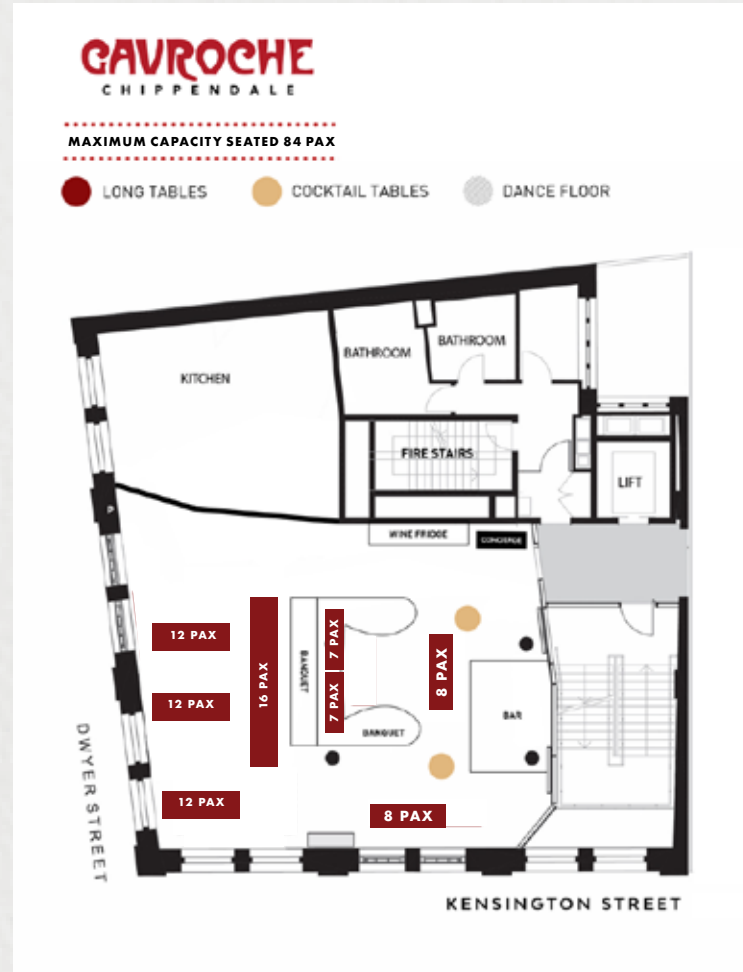 GAVROCHE
CHIPPENDALE
MAXIMUM CAPACITY SEATED 84 PAX
LONG TABLES
COCKTAIL TABLES
DANCE FLOOR
BATHROOM
BATHROOM
KITCHEN
FIRE STAIRS
LIFT
WINE FRIDGE
CONCIERGE
12 PAX
16 PAX
BANQUET
7 PAX
7 PAX
8 PAX
12 PAX
BAR
BANQUET
12 PAX
8 PAX
DWYER STREET
KENSINGTON STREET